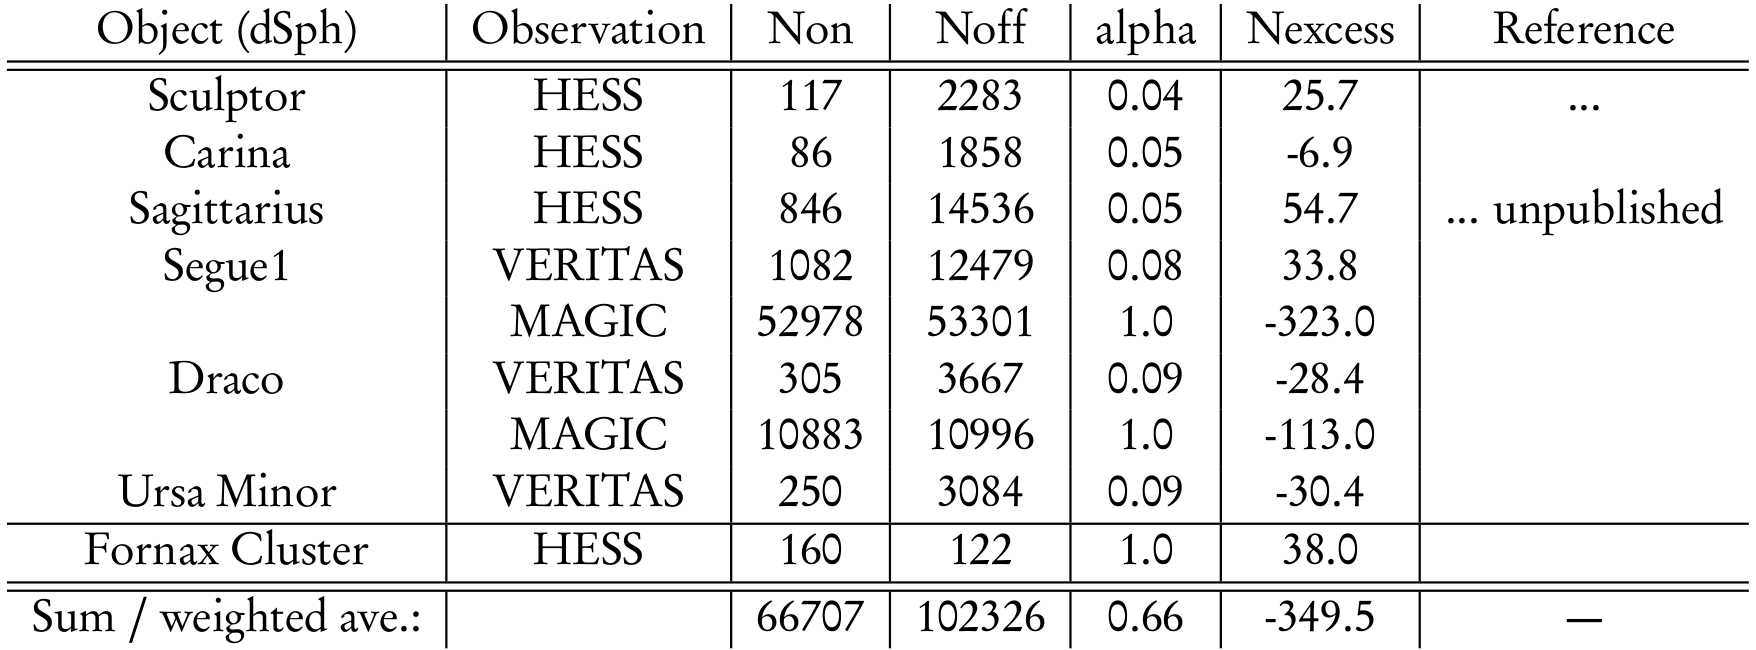 Object (dSph) Observation Non Noff alpha Nexcess Reference
Sculptor HESS 117 2283 0.04 25.7 ...
Carina HESS 86 1858 0.05 -6.9
Sagittarius HESS 846 14536 0.05 54.7 ... unpublished
Segue1 VERITAS 1082 12479 0.08 33.8
MAGIC 52978 53301 1.0 -323.0
Draco VERITAS 305 3667 0.09 -28.4
MAGIC 10883 10996 1.0 -113.0
Ursa Minor VERITAS 250 3084 0.09 -30.4
Fornax Cluster HESS 160 122 1.0 38.0
Sum / weighted ave.: 66707 102326 0.66 -349.5 —